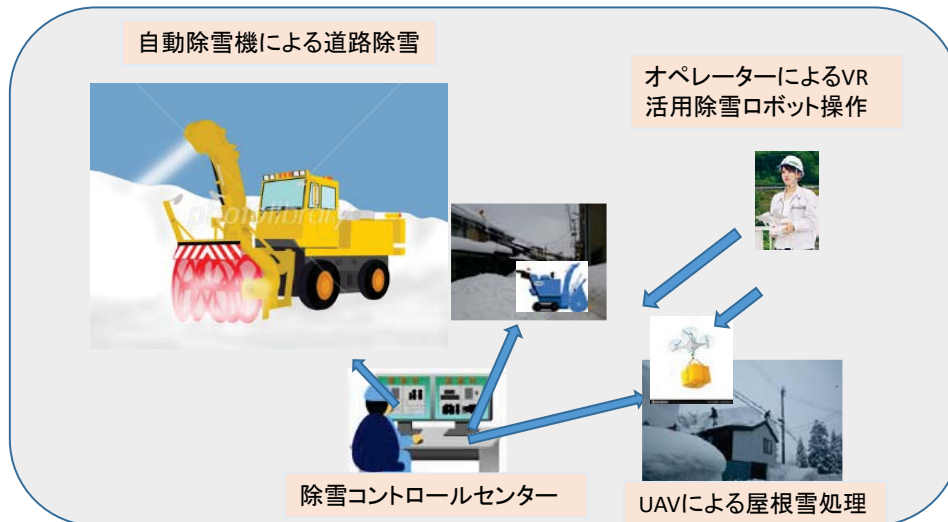 自動除雪機による道路除雪
オペレーターによるVR
活用除雪ロボット操作
photolibrary
除雪コントロールセンター
UAVによる屋根雪処理